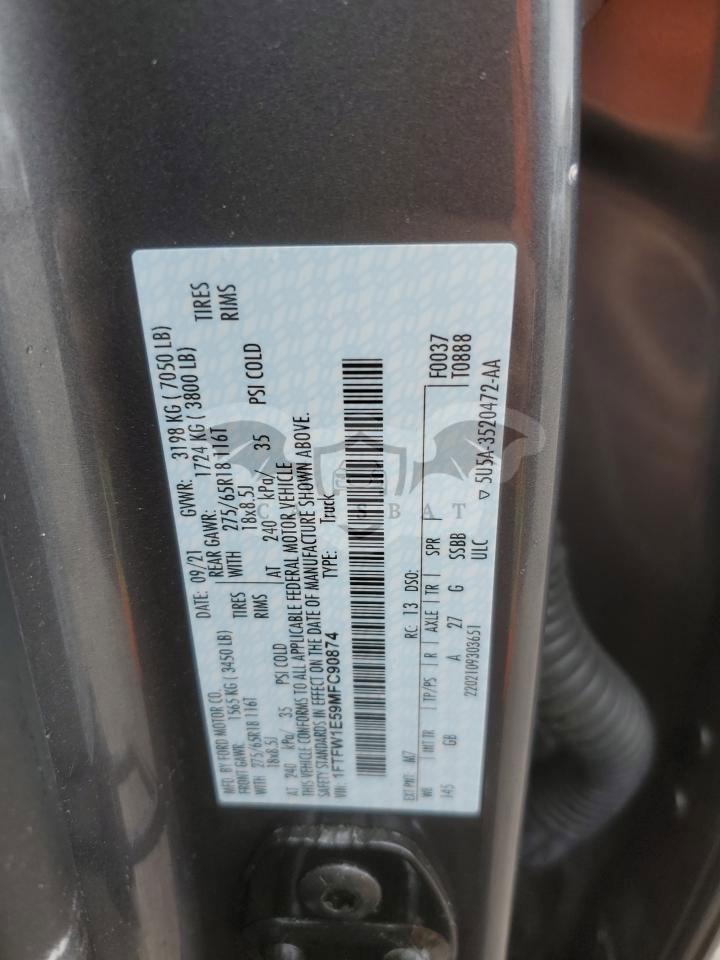 MFD. BY FORD MOTOR CO.
DATE: 09/21 GVWR: 3198 KG ( 7050 LB)
FRONT GAWR: 1565 KG ( 3450 LB) REAR GAWR: 1724 KG ( 3800 LB)
WITH 275/65R18 116T TIRES WITH 275/65R18 116T TIRES
18x8.5J RIMS 18x8.5J RIMS
AT 240 kPa/ 35 PSI COLD AT 240 kPa/ 35 PSI COLD
THIS VEHICLE CONFORMS TO ALL APPLICABLE FEDERAL MOTOR VEHICLE
SAFETY STANDARDS IN EFFECT ON THE DATE OF MANUFACTURE SHOWN ABOVE.
VIN: 1FTFW1E59MFC90874 TYPE: Truck
EXT PNT: M7 RC: 13 DSO: F0037
WB INT TR TP/PS R AXLE TR SPR T0888
145 GB A 27 G SSBB
2202109303651 ULC ▽ 5U5A-3520472-AA